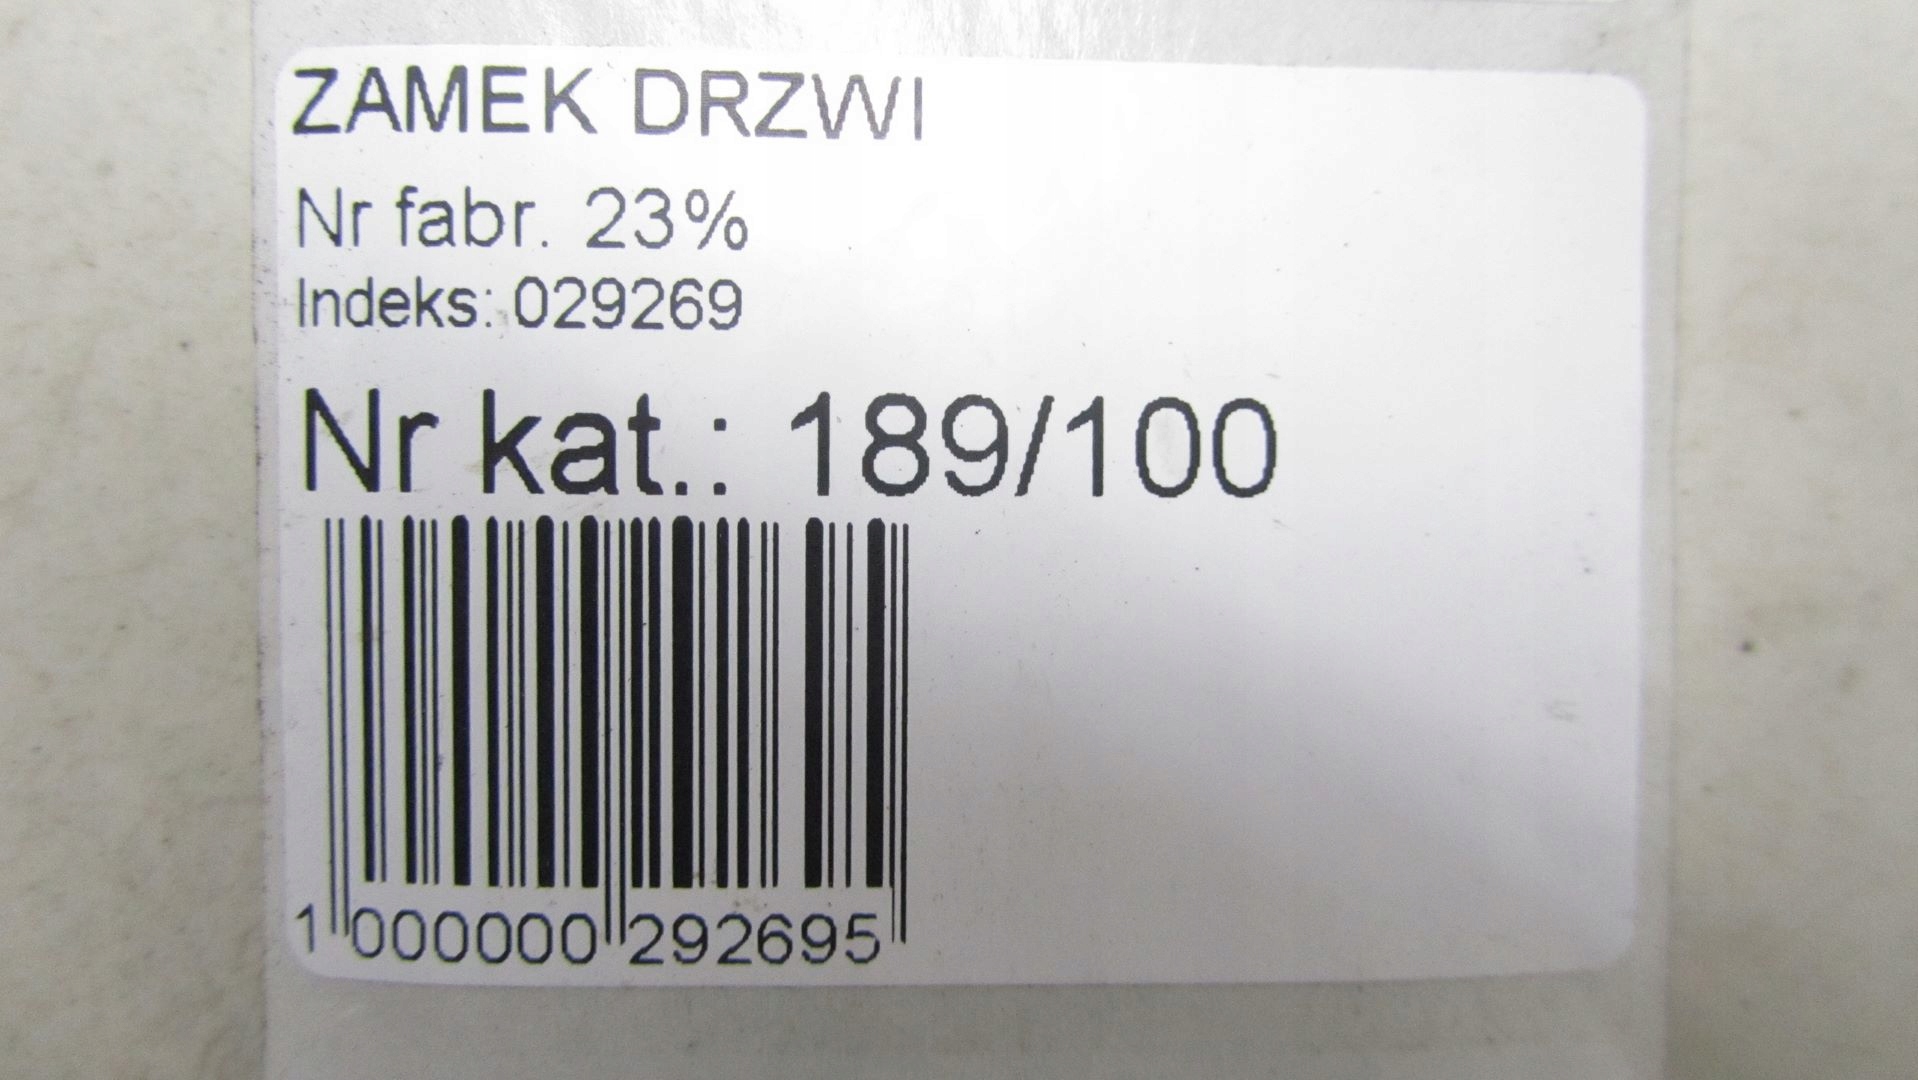 ZAMEK DRZWI
Nr fabr. 23%
Indeks: 029269
Nr kat.: 189/100
1 000000 292695